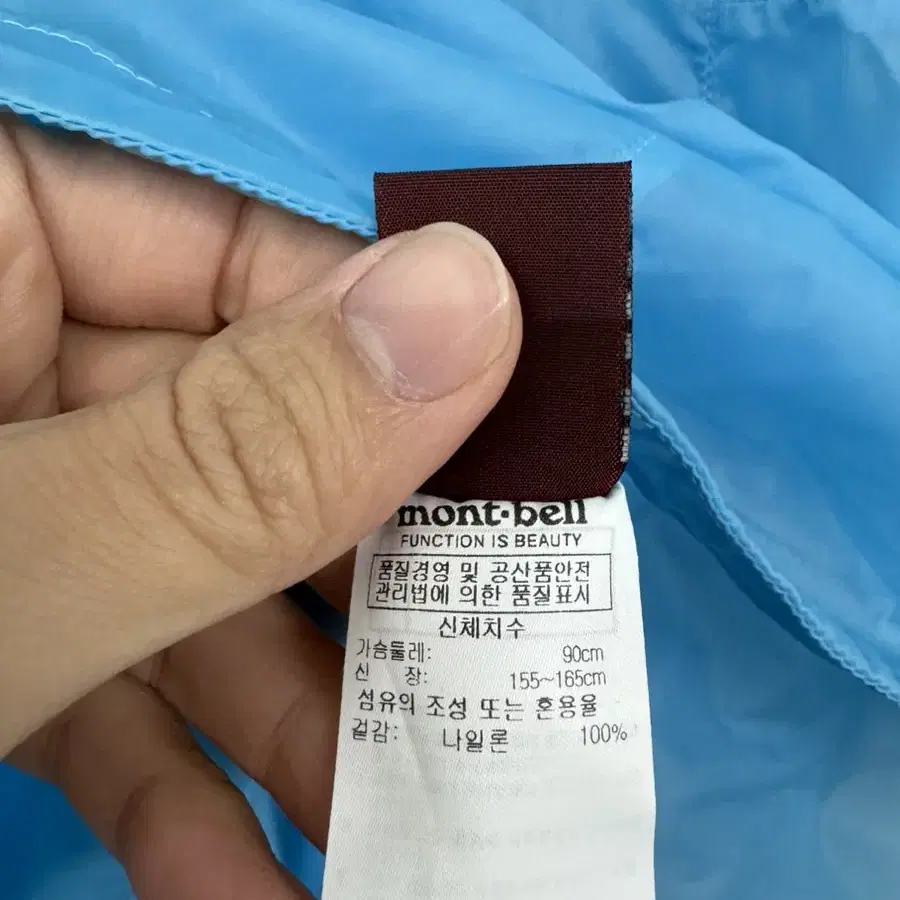 mont·bell
FUNCTION IS BEAUTY
품질경영 및 공산품안전
관리법에 의한 품질표시
신체치수
가슴둘레: 90cm
신 장: 155~165cm
섬유의 조성 또는 혼용율
겉감: 나일론 100%